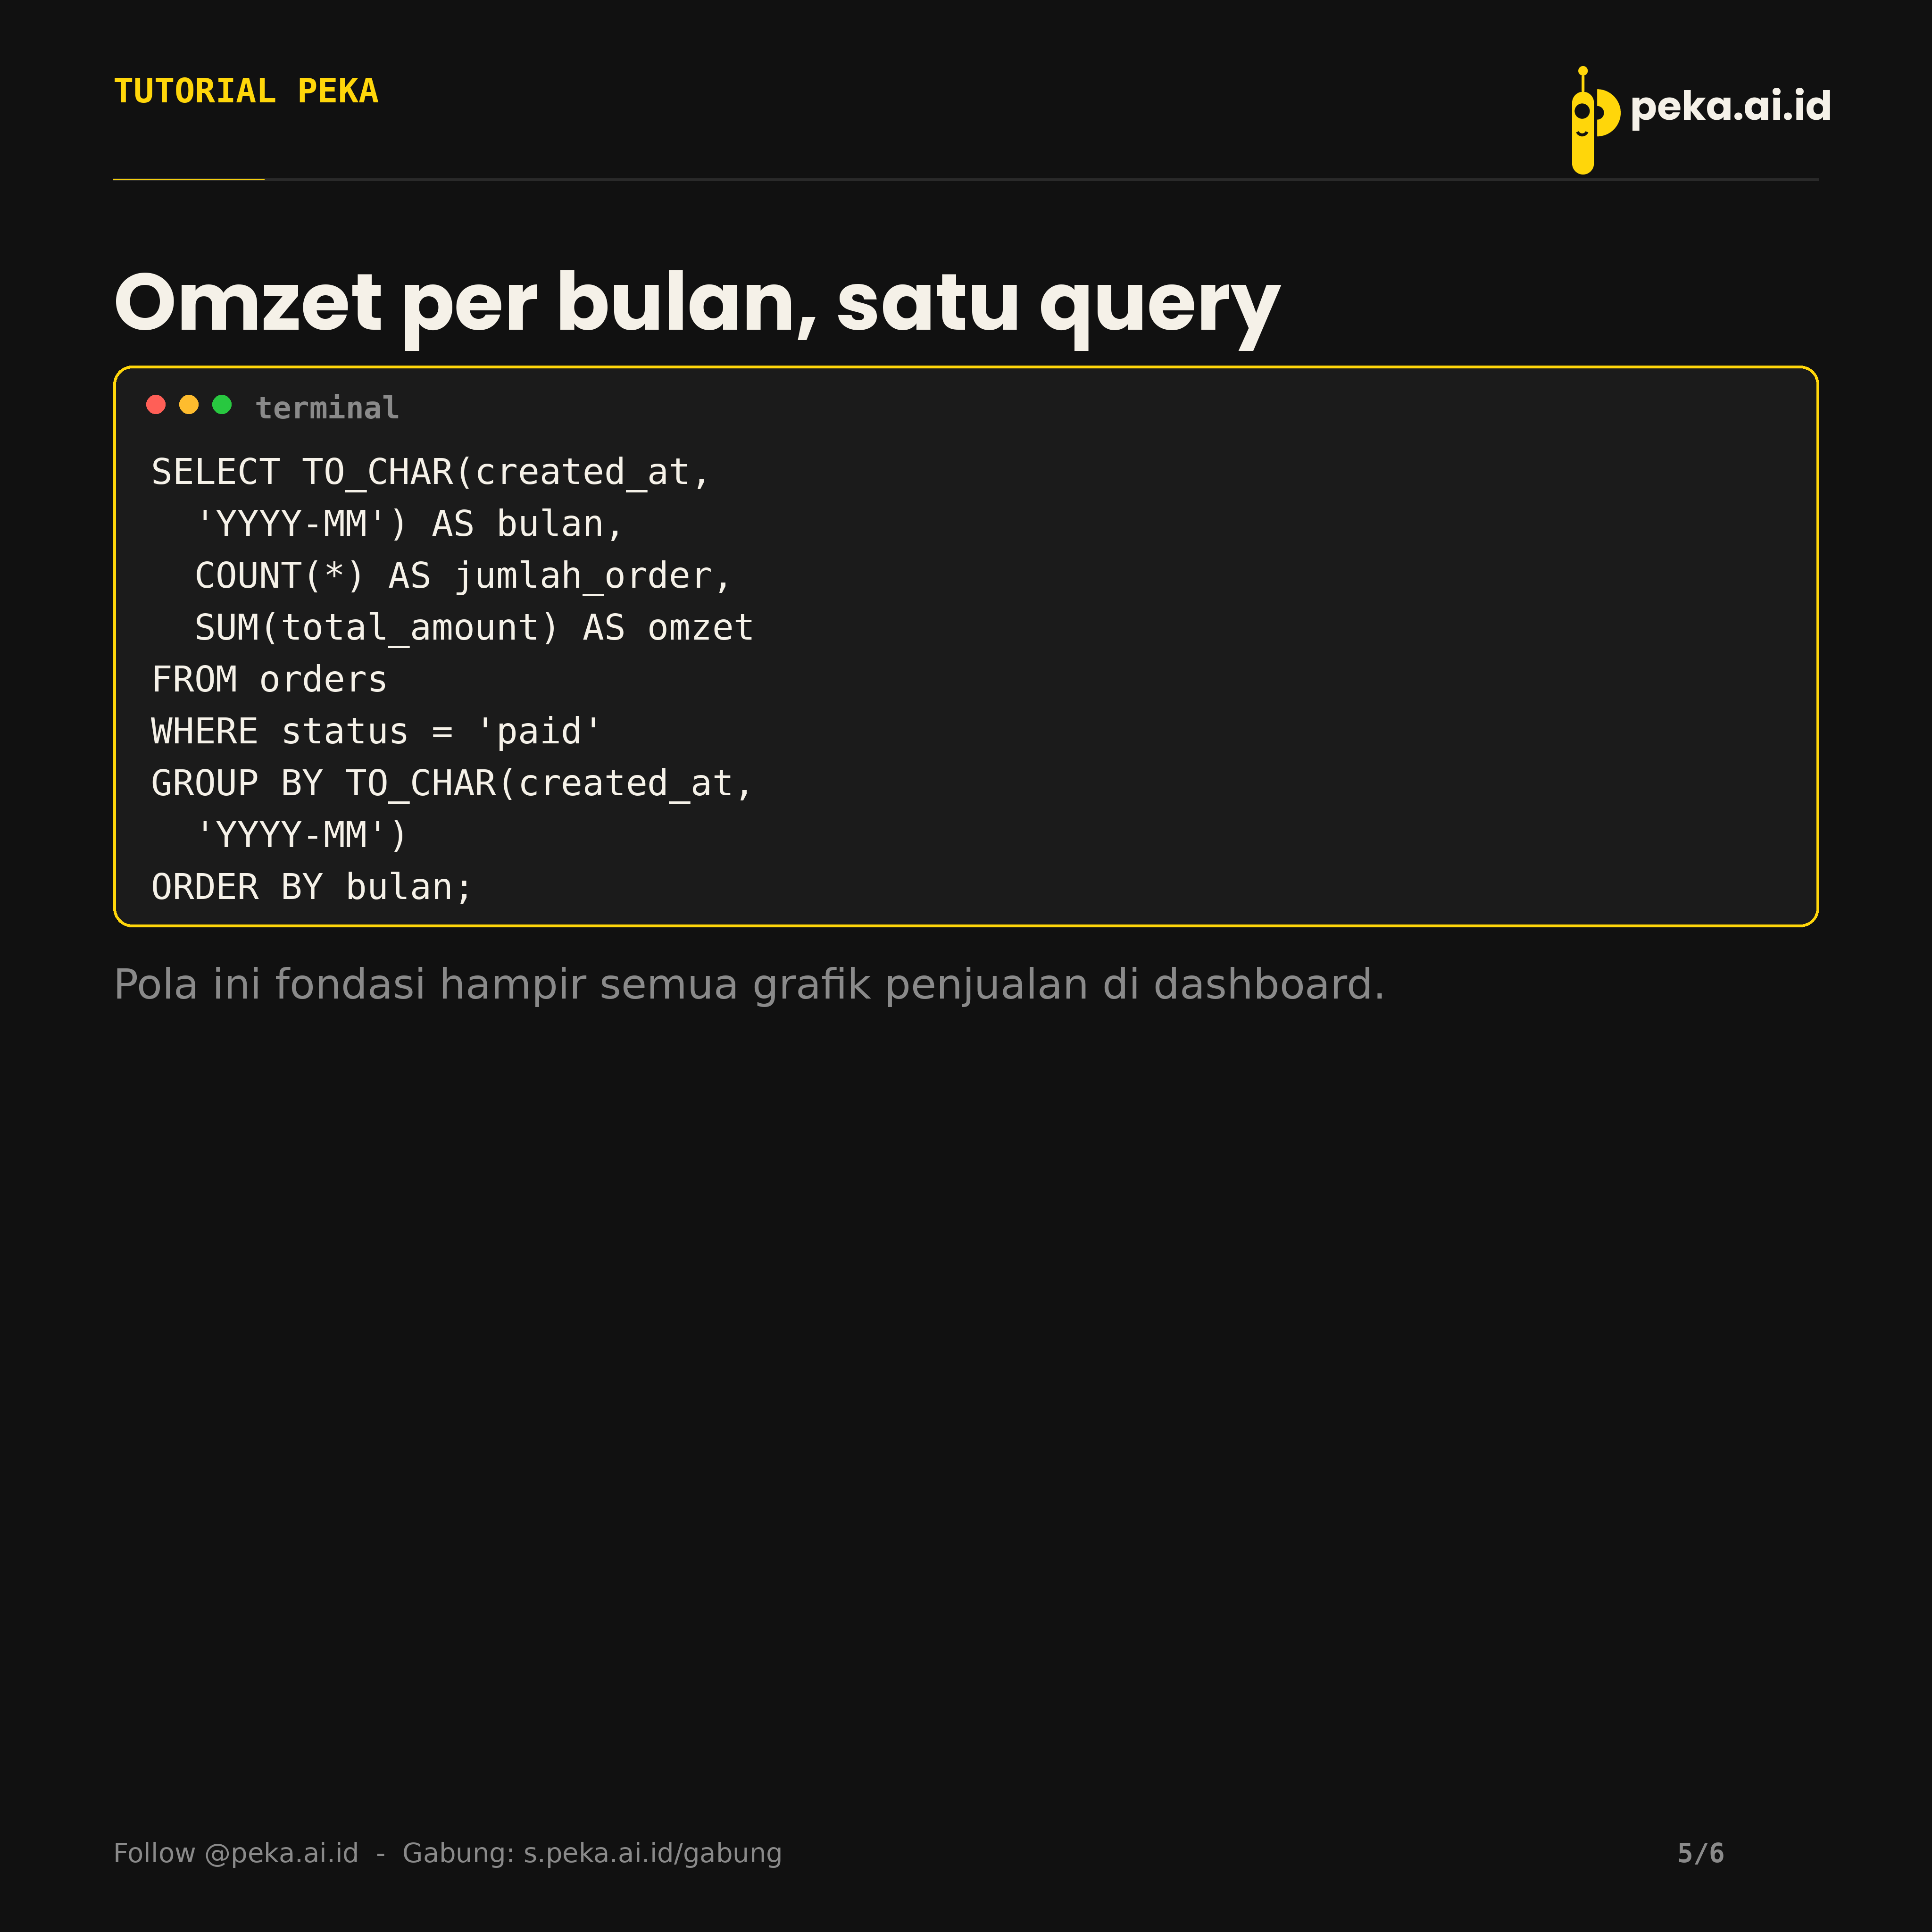 TUTORIAL PEKA
peka.ai.id
Omzet per bulan, satu query
terminal
SELECT TO_CHAR(created_at,
  'YYYY-MM') AS bulan,
  COUNT(*) AS jumlah_order,
  SUM(total_amount) AS omzet
FROM orders
WHERE status = 'paid'
GROUP BY TO_CHAR(created_at,
  'YYYY-MM')
ORDER BY bulan;
Pola ini fondasi hampir semua grafik penjualan di dashboard.
Follow @peka.ai.id - Gabung: s.peka.ai.id/gabung
5/6